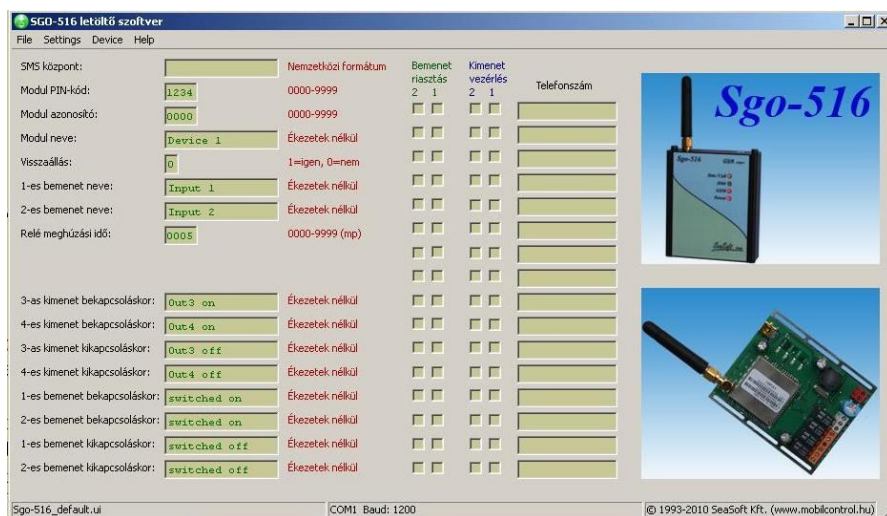 SGO-516 letöltő szoftver
File Settings Device Help
SMS központ: Nemzetközi formátum
Modul PIN-kód: 1234 0000-9999
Modul azonosító: 0000 0000-9999
Modul neve: Device 1 Ékezetek nélkül
Visszaállás: 0 1=igen, 0=nem
1-es bemenet neve: Input 1 Ékezetek nélkül
2-es bemenet neve: Input 2 Ékezetek nélkül
Relé meghúzási idő: 0005 0000-9999 (mp)
3-as kimenet bekapcsoláskor: Out3 on Ékezetek nélkül
4-es kimenet bekapcsoláskor: Out4 on Ékezetek nélkül
3-as kimenet kikapcsoláskor: Out3 off Ékezetek nélkül
4-es kimenet kikapcsoláskor: Out4 off Ékezetek nélkül
1-es bemenet bekapcsoláskor: switched on Ékezetek nélkül
2-es bemenet bekapcsoláskor: switched on Ékezetek nélkül
1-es bemenet kikapcsoláskor: switched off Ékezetek nélkül
2-es bemenet kikapcsoláskor: switched off Ékezetek nélkül
Bemenet riasztás
2 1
Kimenet vezérlés
2 1
Telefonszám
Sgo-516
Sgo-516 GSM
SeaSoft
Sgo-516_default.ui COM1 Baud: 1200 © 1993-2010 SeaSoft Kft. (www.mobilcontrol.hu)